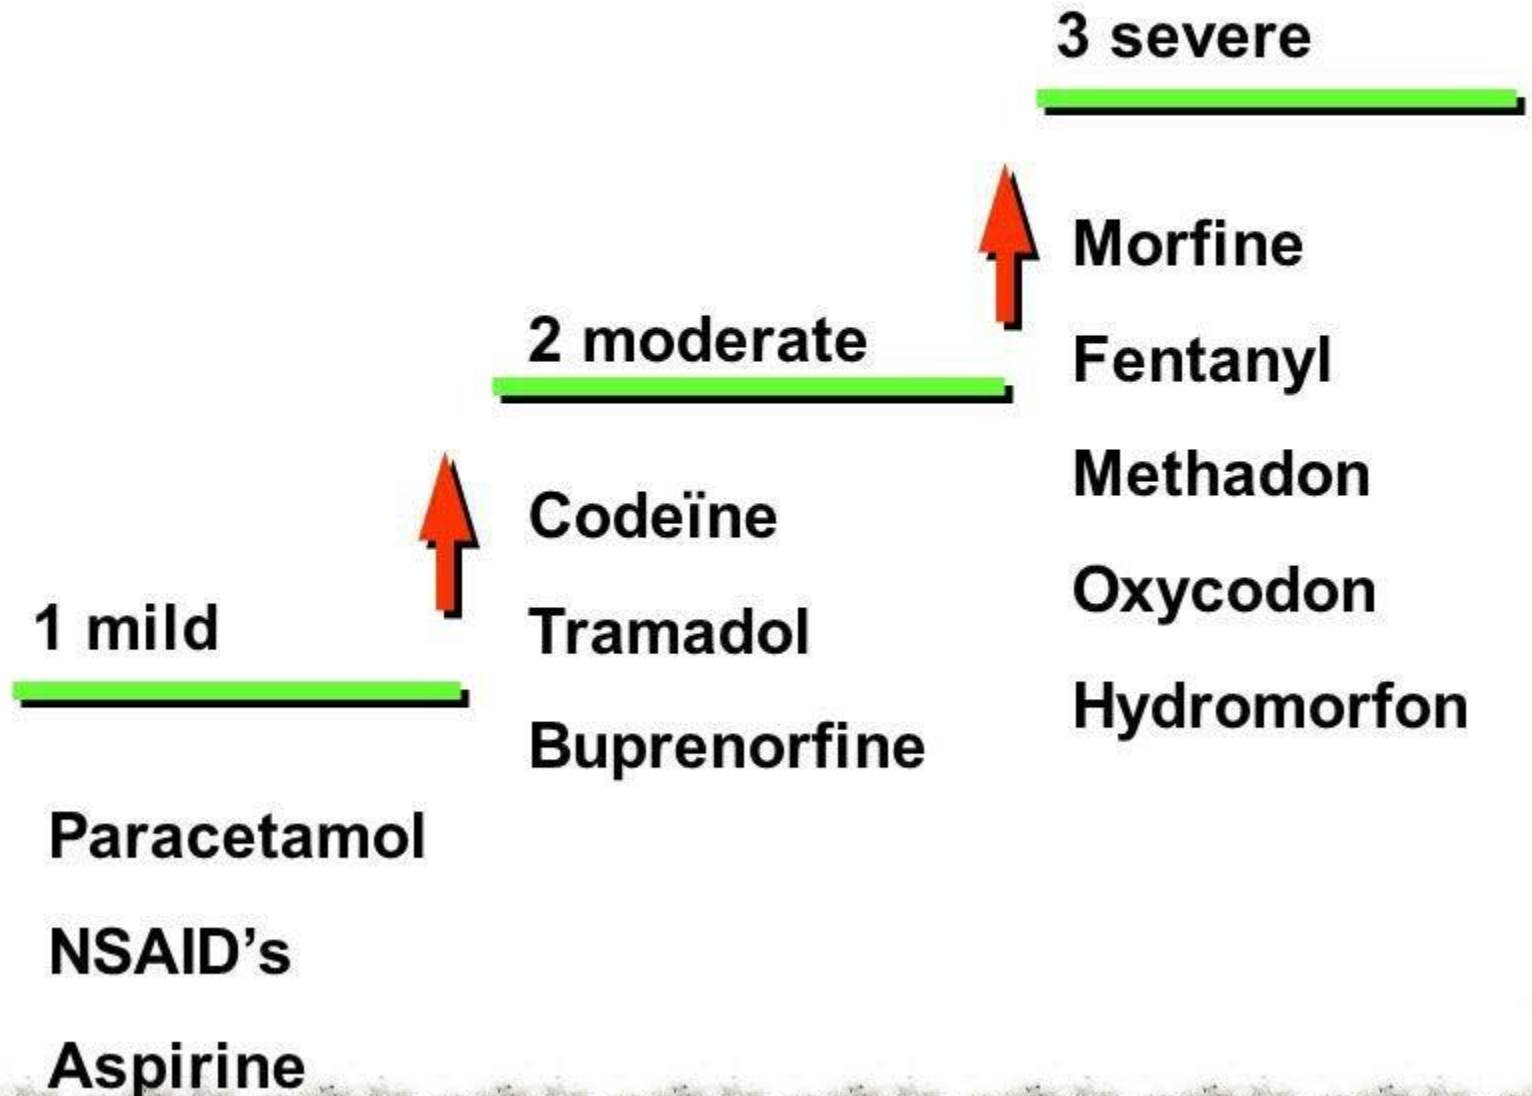 1 mild
Paracetamol
NSAID’s
Aspirine
2 moderate
Codeïne
Tramadol
Buprenorfine
3 severe
Morfine
Fentanyl
Methadon
Oxycodon
Hydromorfon